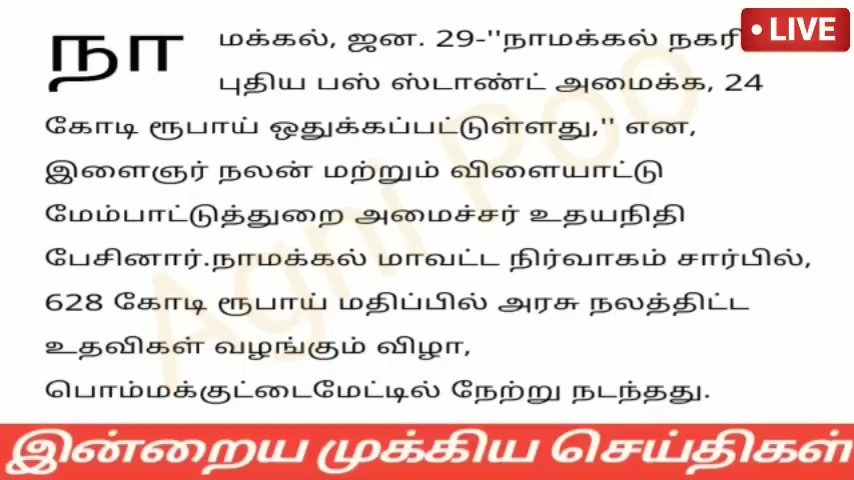 நாமக்கல், ஜன. 29-''நாமக்கல் நகரி
LIVE
புதிய பஸ் ஸ்டாண்ட் அமைக்க, 24
கோடி ரூபாய் ஒதுக்கப்பட்டுள்ளது,'' என,
இளைஞர் நலன் மற்றும் விளையாட்டு
மேம்பாட்டுத்துறை அமைச்சர் உதயநிதி
பேசினார்.நாமக்கல் மாவட்ட நிர்வாகம் சார்பில்,
628 கோடி ரூபாய் மதிப்பில் அரசு நலத்திட்ட
உதவிகள் வழங்கும் விழா,
பொம்மக்குட்டைமேட்டில் நேற்று நடந்தது.
Agni Poo
இன்றைய முக்கிய செய்திகள்